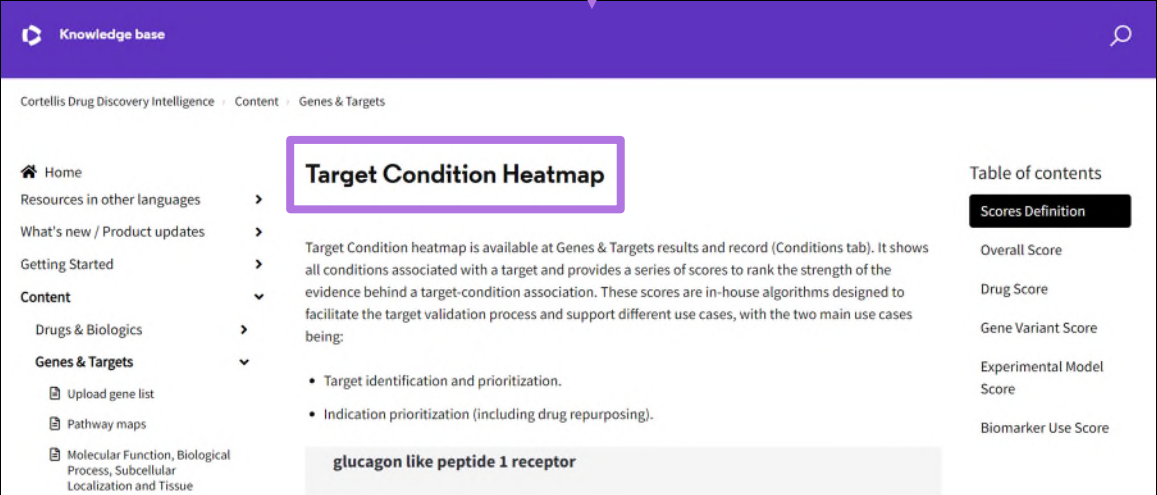 Knowledge base
Cortellis Drug Discovery Intelligence › Content › Genes & Targets
Home
Resources in other languages
What's new / Product updates
Getting Started
Content
Drugs & Biologics
Genes & Targets
Upload gene list
Pathway maps
Molecular Function, Biological
Process, Subcellular
Localization and Tissue
Target Condition Heatmap
Target Condition heatmap is available at Genes & Targets results and record (Conditions tab). It shows
all conditions associated with a target and provides a series of scores to rank the strength of the
evidence behind a target-condition association. These scores are in-house algorithms designed to
facilitate the target validation process and support different use cases, with the two main use cases
being:
• Target identification and prioritization.
• Indication prioritization (including drug repurposing).
glucagon like peptide 1 receptor
Table of contents
Scores Definition
Overall Score
Drug Score
Gene Variant Score
Experimental Model
Score
Biomarker Use Score